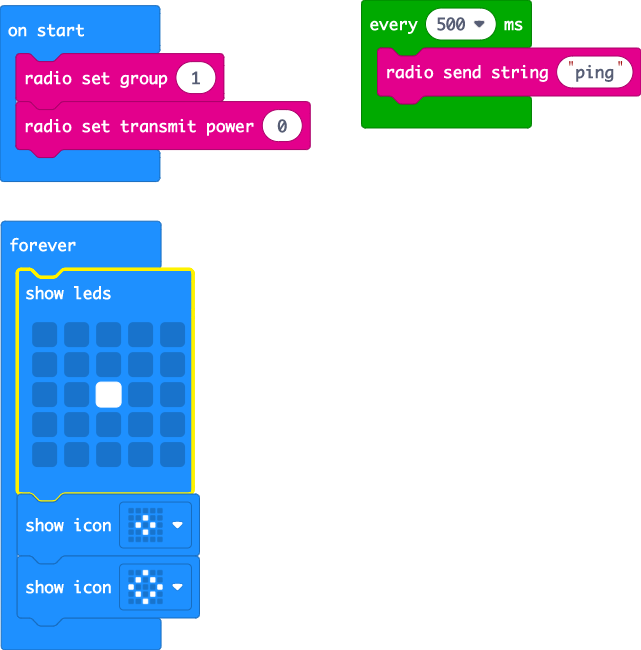 on start
radio set group 1
radio set transmit power 0
every 500 ms
radio send string "ping"
forever
show leds
show icon
show icon